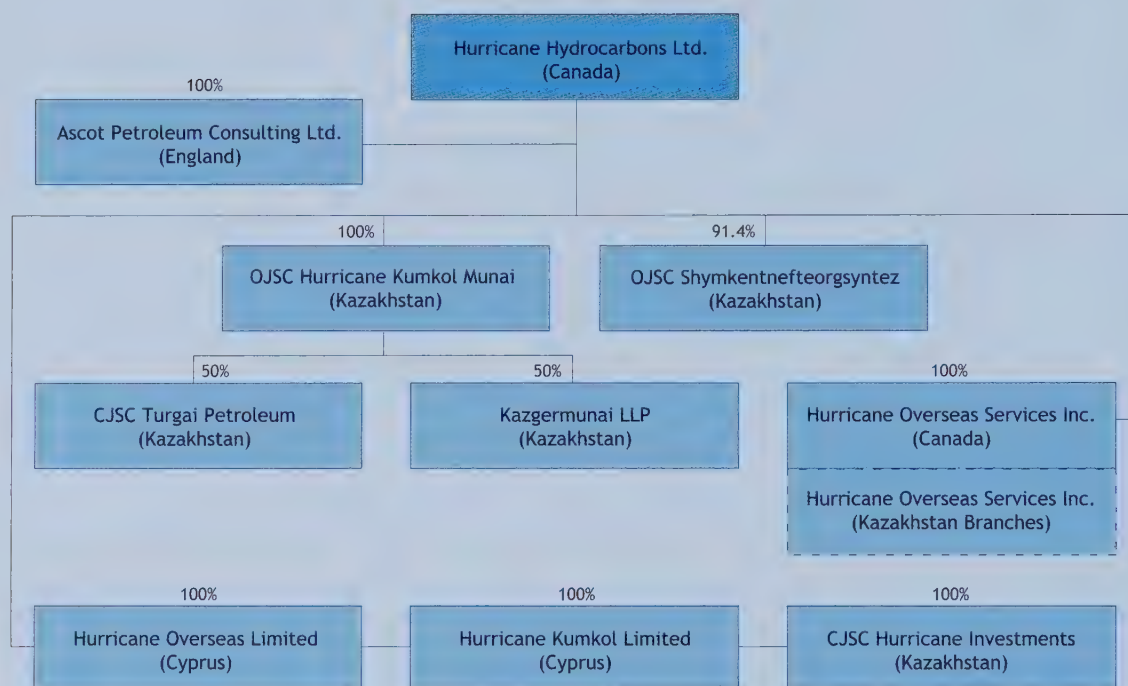 Hurricane Hydrocarbons Ltd.
(Canada)
100%
Ascot Petroleum Consulting Ltd.
(England)
100%
OJSC Hurricane Kumkol Munai
(Kazakhstan)
91.4%
OJSC Shymkentnefteorgsyntez
(Kazakhstan)
50%
CJSC Turgai Petroleum
(Kazakhstan)
50%
Kazgermunai LLP
(Kazakhstan)
100%
Hurricane Overseas Services Inc.
(Canada)
Hurricane Overseas Services Inc.
(Kazakhstan Branches)
100%
Hurricane Overseas Limited
(Cyprus)
100%
Hurricane Kumkol Limited
(Cyprus)
100%
CJSC Hurricane Investments
(Kazakhstan)